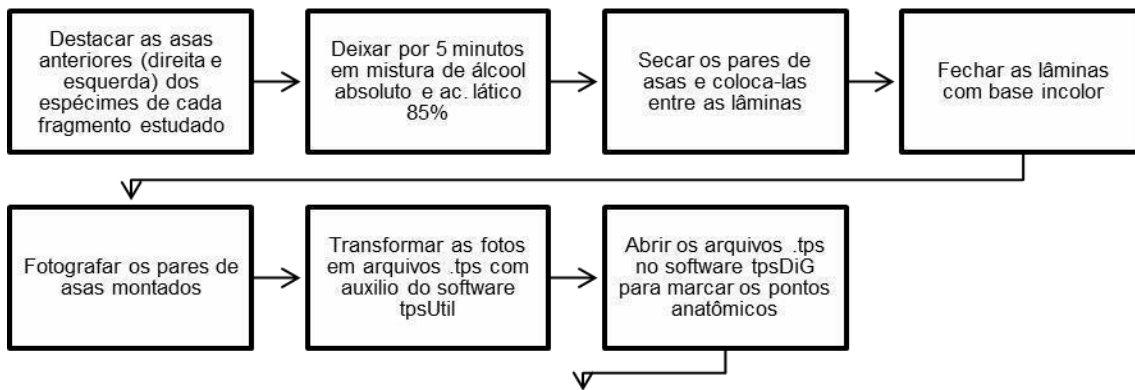 Destacar as asas
anteriores (direita e
esquerda) dos
espécimes de cada
fragmento estudado
Deixar por 5 minutos
em mistura de álcool
absoluto e ac. lático
85%
Secar os pares de
asas e coloca-las
entre as lâminas
Fechar as lâminas
com base incolor
Fotografar os pares de
asas montados
Transformar as fotos
em arquivos .tps com
auxilio do software
tpsUtil
Abrir os arquivos .tps
no software tpsDiG
para marcar os pontos
anatômicos